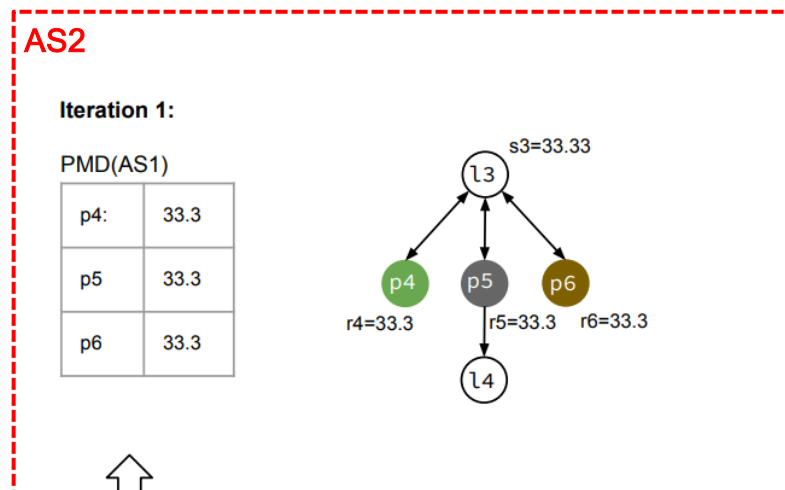 AS2
Iteration 1:
PMD(AS1)
p4: 33.3
p5 33.3
p6 33.3
s3=33.33
l3
p4 p5 p6
r4=33.3 r5=33.3 r6=33.3
l4